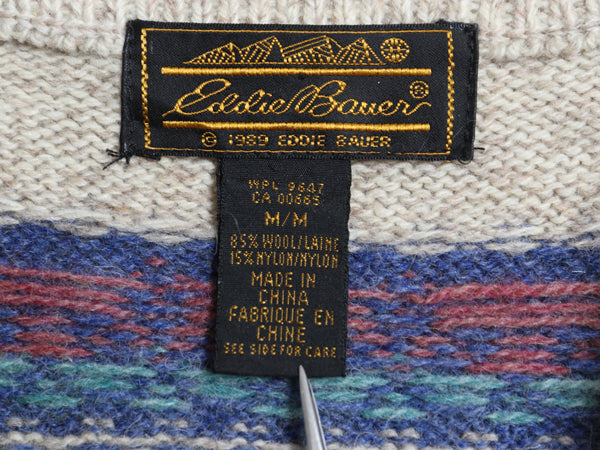 Eddie Bauer®
© 1989 EDDIE BAUER
WPL 9647
CA 00665
M/M
85% WOOL/LAINE
15% NYLON/NYLON
MADE IN
CHINA
FABRIQUE EN
CHINE
SEE SIDE FOR CARE